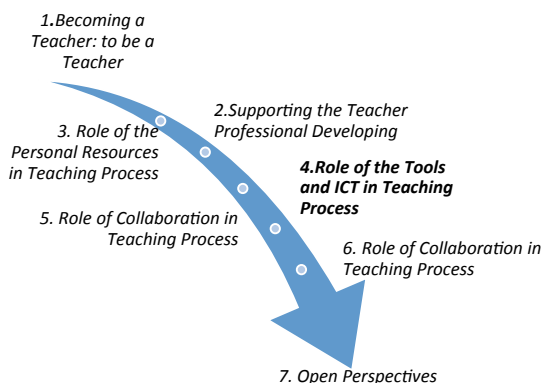 1.Becoming a
Teacher: to be a
Teacher
2.Supporting the Teacher
Professional Developing
3. Role of the
Personal Resources
in Teaching Process
4.Role of the Tools
and ICT in Teaching
Process
5. Role of Collaboration in
Teaching Process
6. Role of Collaboration in
Teaching Process
7. Open Perspectives